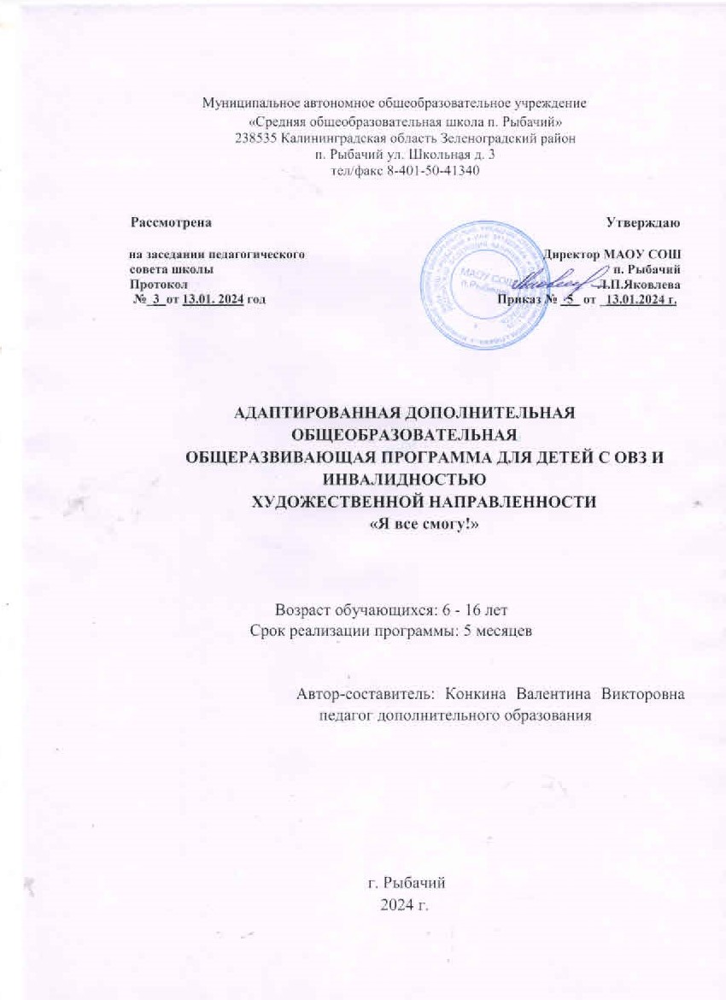 Муниципальное автономное общеобразовательное учреждение
«Средняя общеобразовательная школа п. Рыбачий»
238535 Калининградская область Зеленоградский район
п. Рыбачий ул. Школьная д. 3
тел/факс 8-401-50-41340
Рассмотрена
на заседании педагогического
совета школы
Протокол
№ 3 от 13.01. 2024 год
Утверждаю
Директор МАОУ СОШ
п. Рыбачий
Л.П.Яковлева
Приказ № 5 от 13.01.2024 г.
МАОУ СОШ
п.Рыбачий
АДАПТИРОВАННАЯ ДОПОЛНИТЕЛЬНАЯ
ОБЩЕОБРАЗОВАТЕЛЬНАЯ
ОБЩЕРАЗВИВАЮЩАЯ ПРОГРАММА ДЛЯ ДЕТЕЙ С ОВЗ И
ИНВАЛИДНОСТЬЮ
ХУДОЖЕСТВЕННОЙ НАПРАВЛЕННОСТИ
«Я все смогу!»
Возраст обучающихся: 6 - 16 лет
Срок реализации программы: 5 месяцев
Автор-составитель: Конкина Валентина Викторовна
педагог дополнительного образования
г. Рыбачий
2024 г.